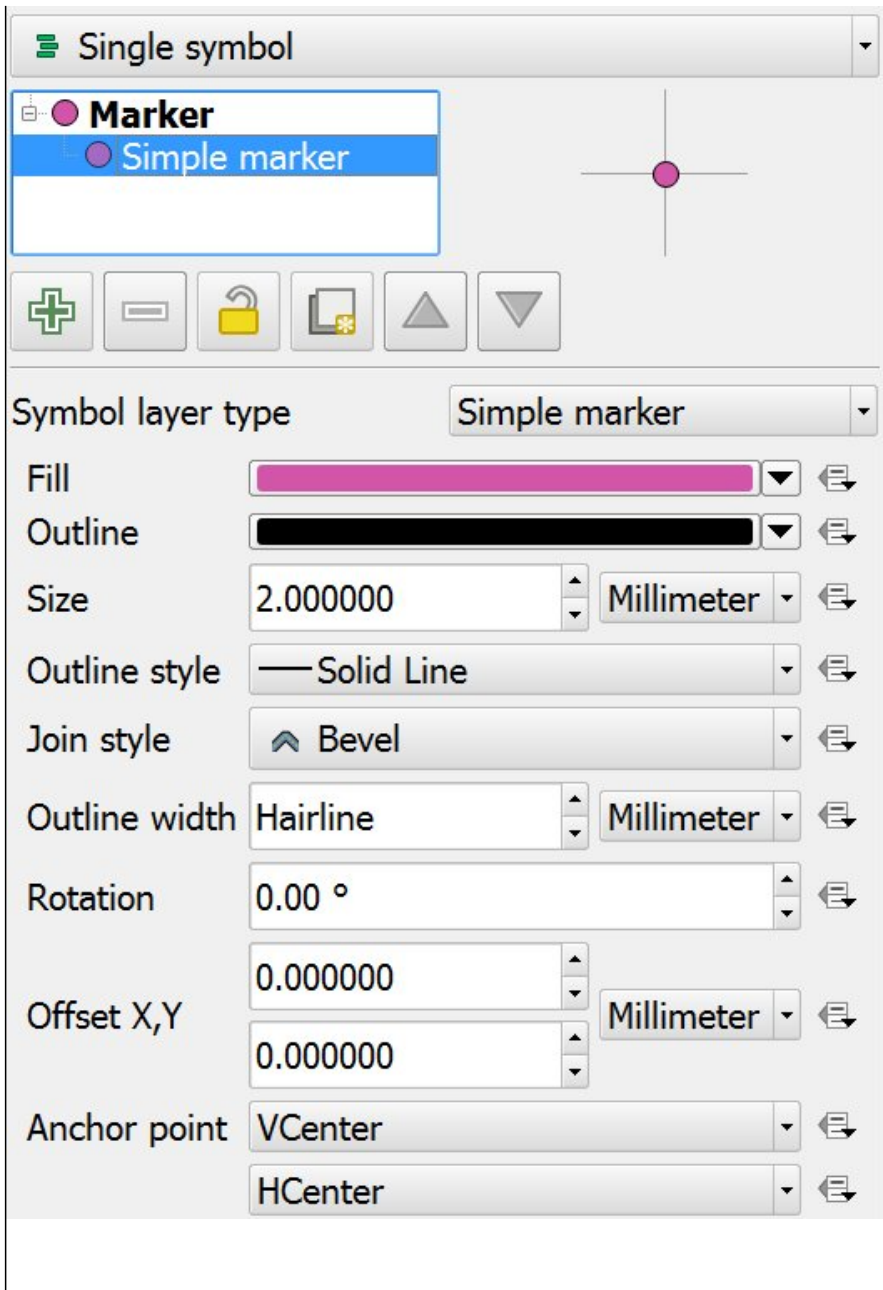 Single symbol
Marker
Simple marker
Symbol layer type Simple marker
Fill
Outline
Size 2.000000 Millimeter
Outline style Solid Line
Join style Bevel
Outline width Hairline Millimeter
Rotation 0.00 °
0.000000
Offset X,Y Millimeter
0.000000
Anchor point VCenter
HCenter